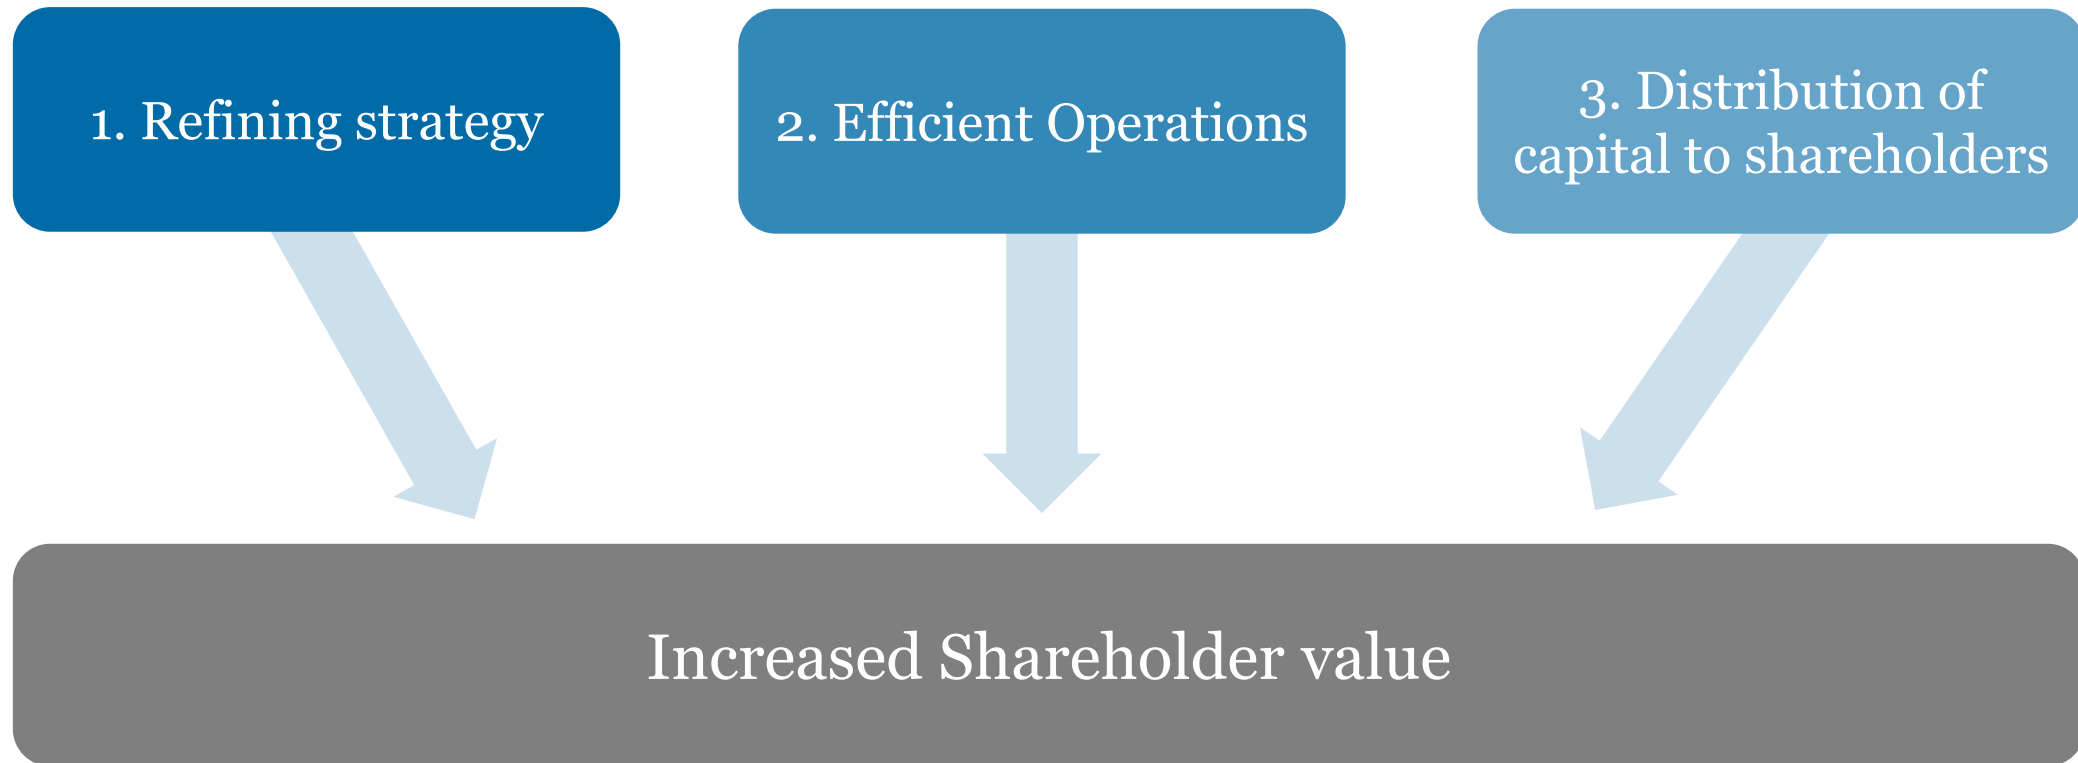 1. Refining strategy
2. Efficient Operations
3. Distribution of
capital to shareholders
Increased Shareholder value